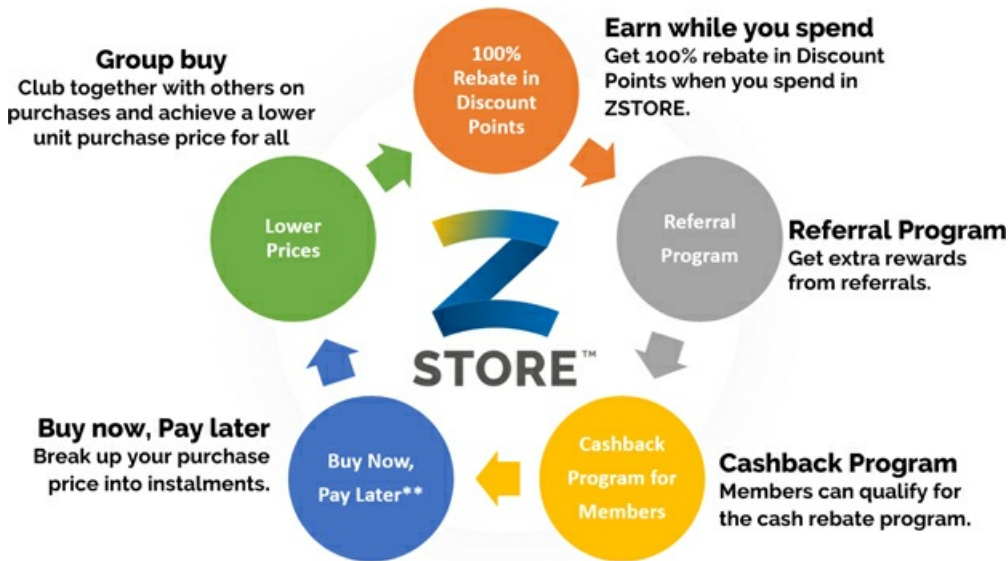 Group buy
Club together with others on
purchases and achieve a lower
unit purchase price for all
100%
Rebate in
Discount
Points
Earn while you spend
Get 100% rebate in Discount
Points when you spend in
ZSTORE.
Lower
Prices
Referral
Program
Referral Program
Get extra rewards
from referrals.
Z
STORE™
Buy now, Pay later
Break up your purchase
price into instalments.
Buy Now,
Pay Later**
Cashback
Program for
Members
Cashback Program
Members can qualify for
the cash rebate program.